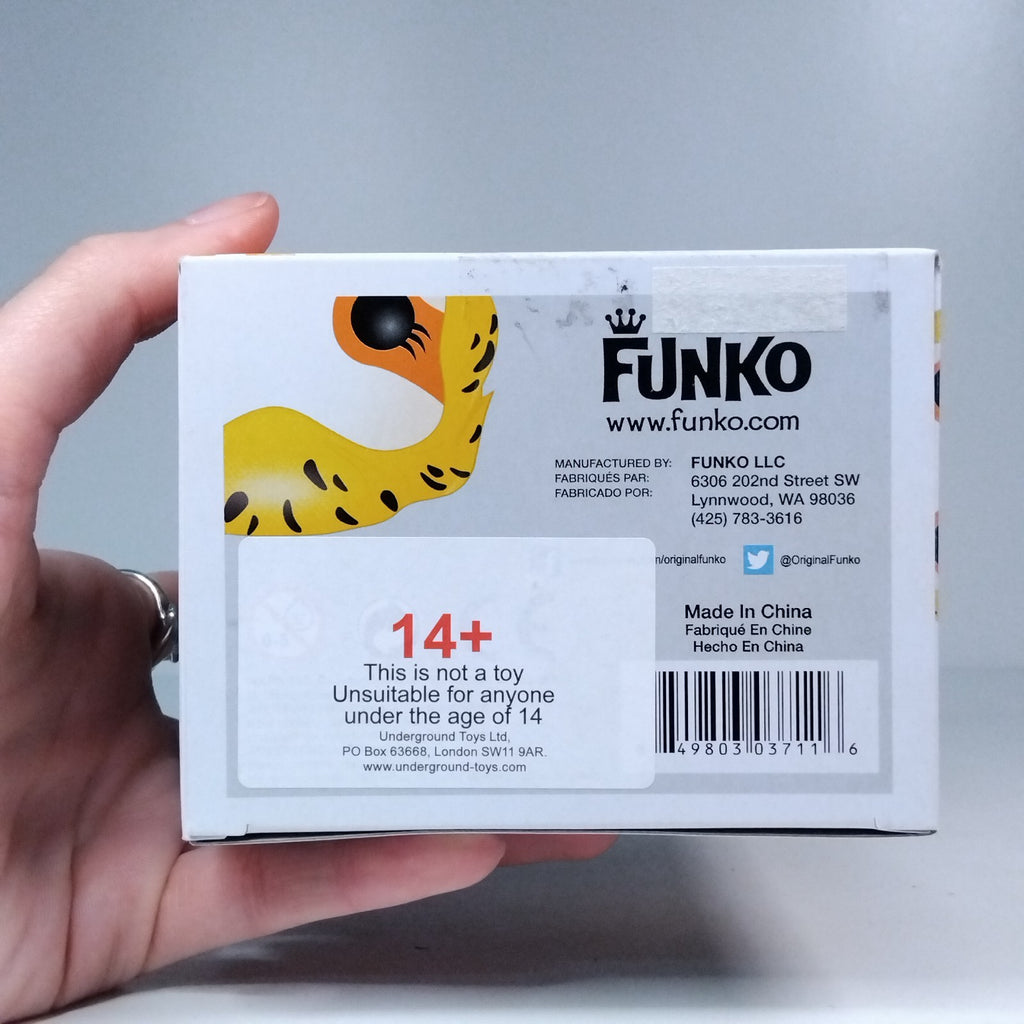 FUNKO
www.funko.com
MANUFACTURED BY:
FABRIQUÉS PAR:
FABRICADO POR:
FUNKO LLC
6306 202nd Street SW
Lynnwood, WA 98036
(425) 783-3616
/originalfunko
@OriginalFunko
Made In China
Fabriqué En Chine
Hecho En China
49803 03711 6
14+
This is not a toy
Unsuitable for anyone
under the age of 14
Underground Toys Ltd,
PO Box 63668, London SW11 9AR.
www.underground-toys.com